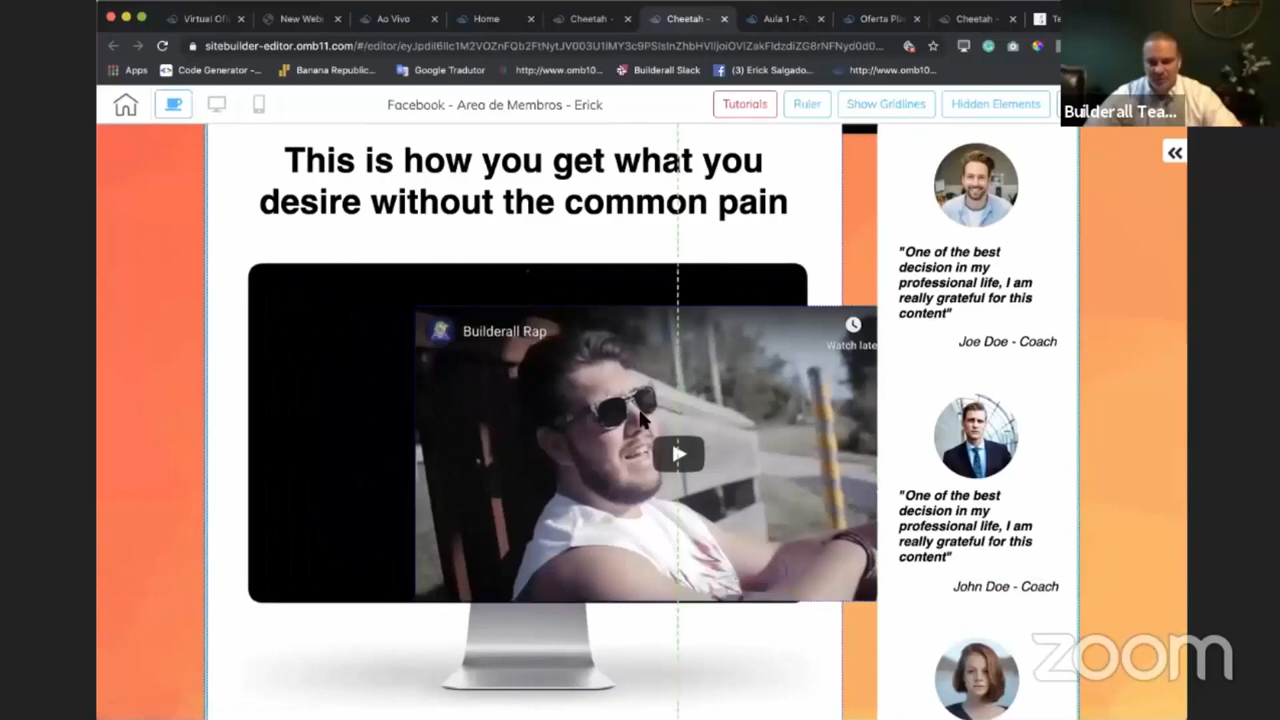 Virtual Of
New Web
Ao Vivo
Home
Cheetah -
Cheetah -
Aula 1 - P
Oferta Pla
Cheetah -
sitebuilder-editor.omb11.com/#/editor/
Apps
Code Generator -...
Banana Republic...
Google Tradutor
http://www.omb10...
Builderall Slack
(3) Erick Salgado...
http://www.omb10...
Facebook - Area de Membros - Erick
Tutorials
Ruler
Show Gridlines
Hidden Elements
Builderall Tea...
This is how you get what you
desire without the common pain
Builderall Rap
Watch late
"One of the best
decision in my
professional life, I am
really grateful for this
content"
Joe Doe - Coach
"One of the best
decision in my
professional life, I am
really grateful for this
content"
John Doe - Coach
zoom